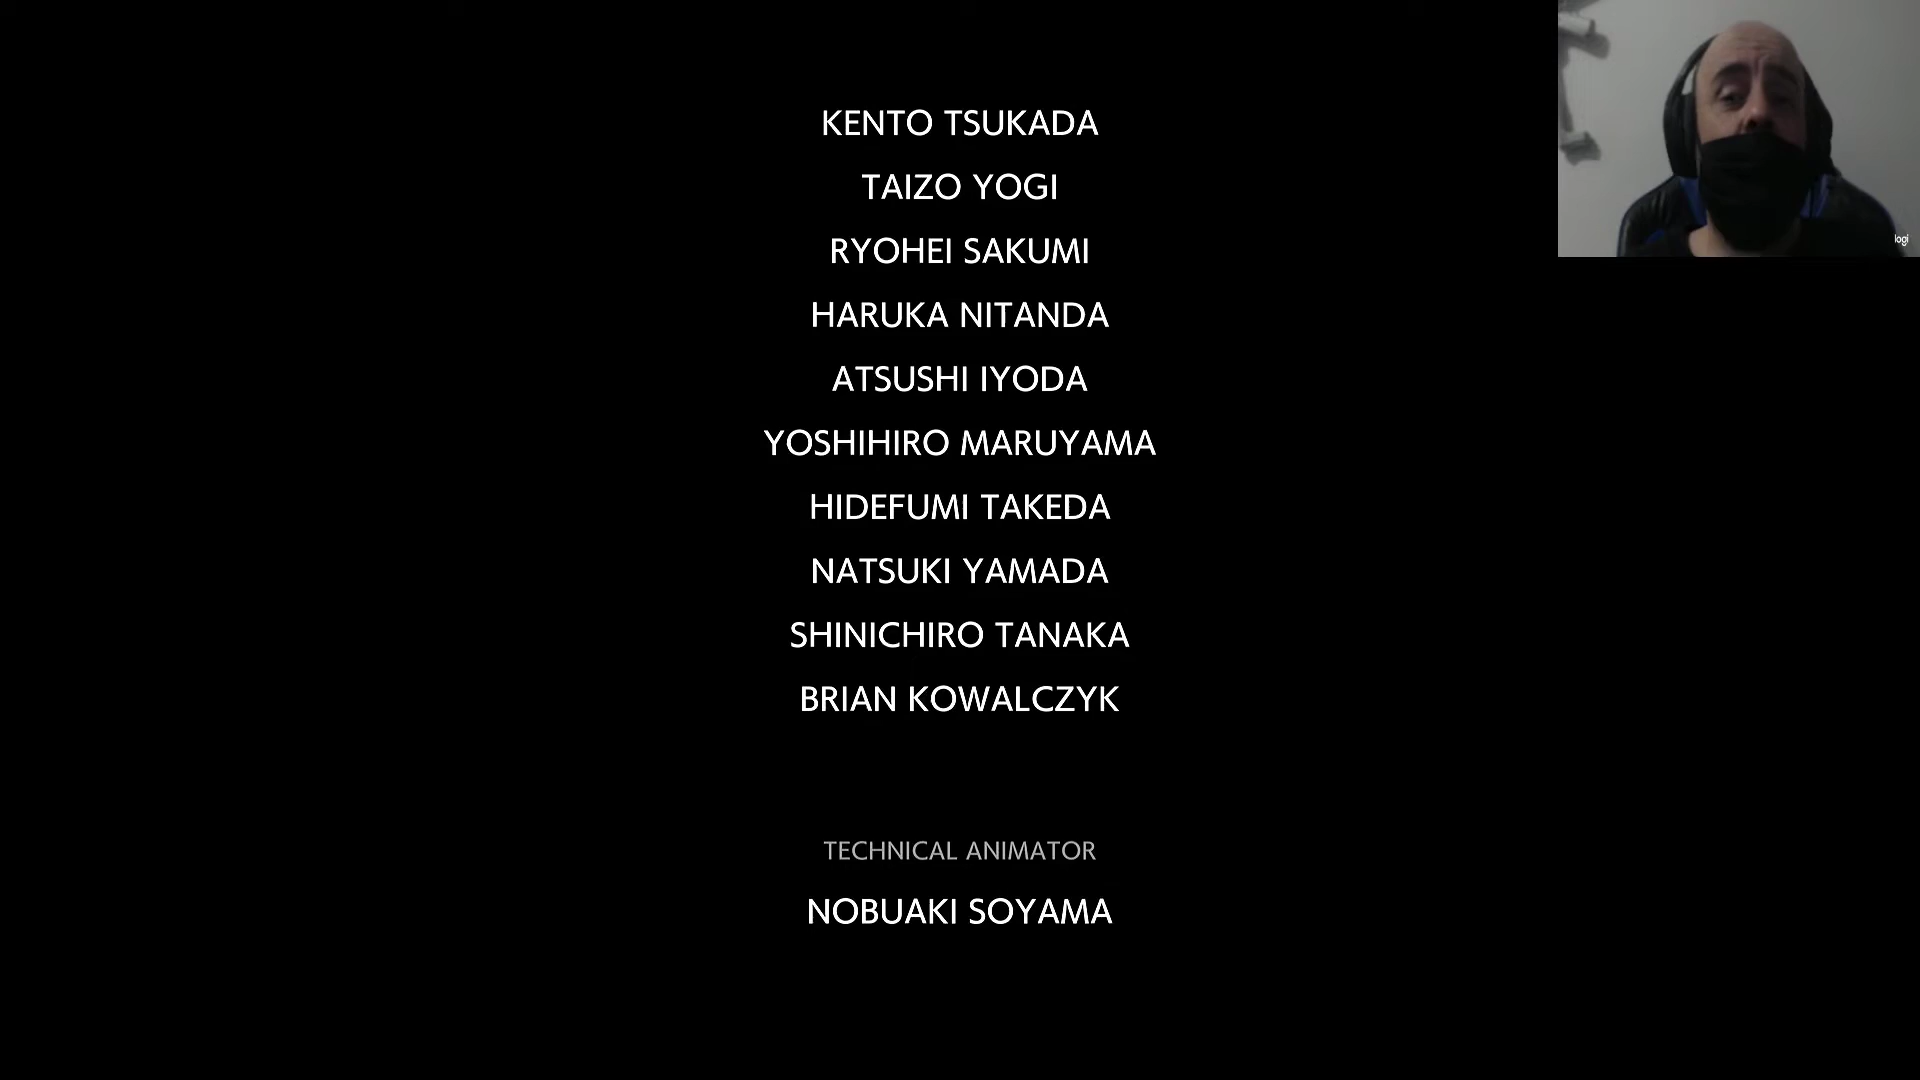 KENTO TSUKADA
TAIZO YOGI
RYOHEI SAKUMI
HARUKA NITANDA
ATSUSHI IYODA
YOSHIHIRO MARUYAMA
HIDEFUMI TAKEDA
NATSUKI YAMADA
SHINICHIRO TANAKA
BRIAN KOWALCZYK
TECHNICAL ANIMATOR
NOBUAKI SOYAMA
logi